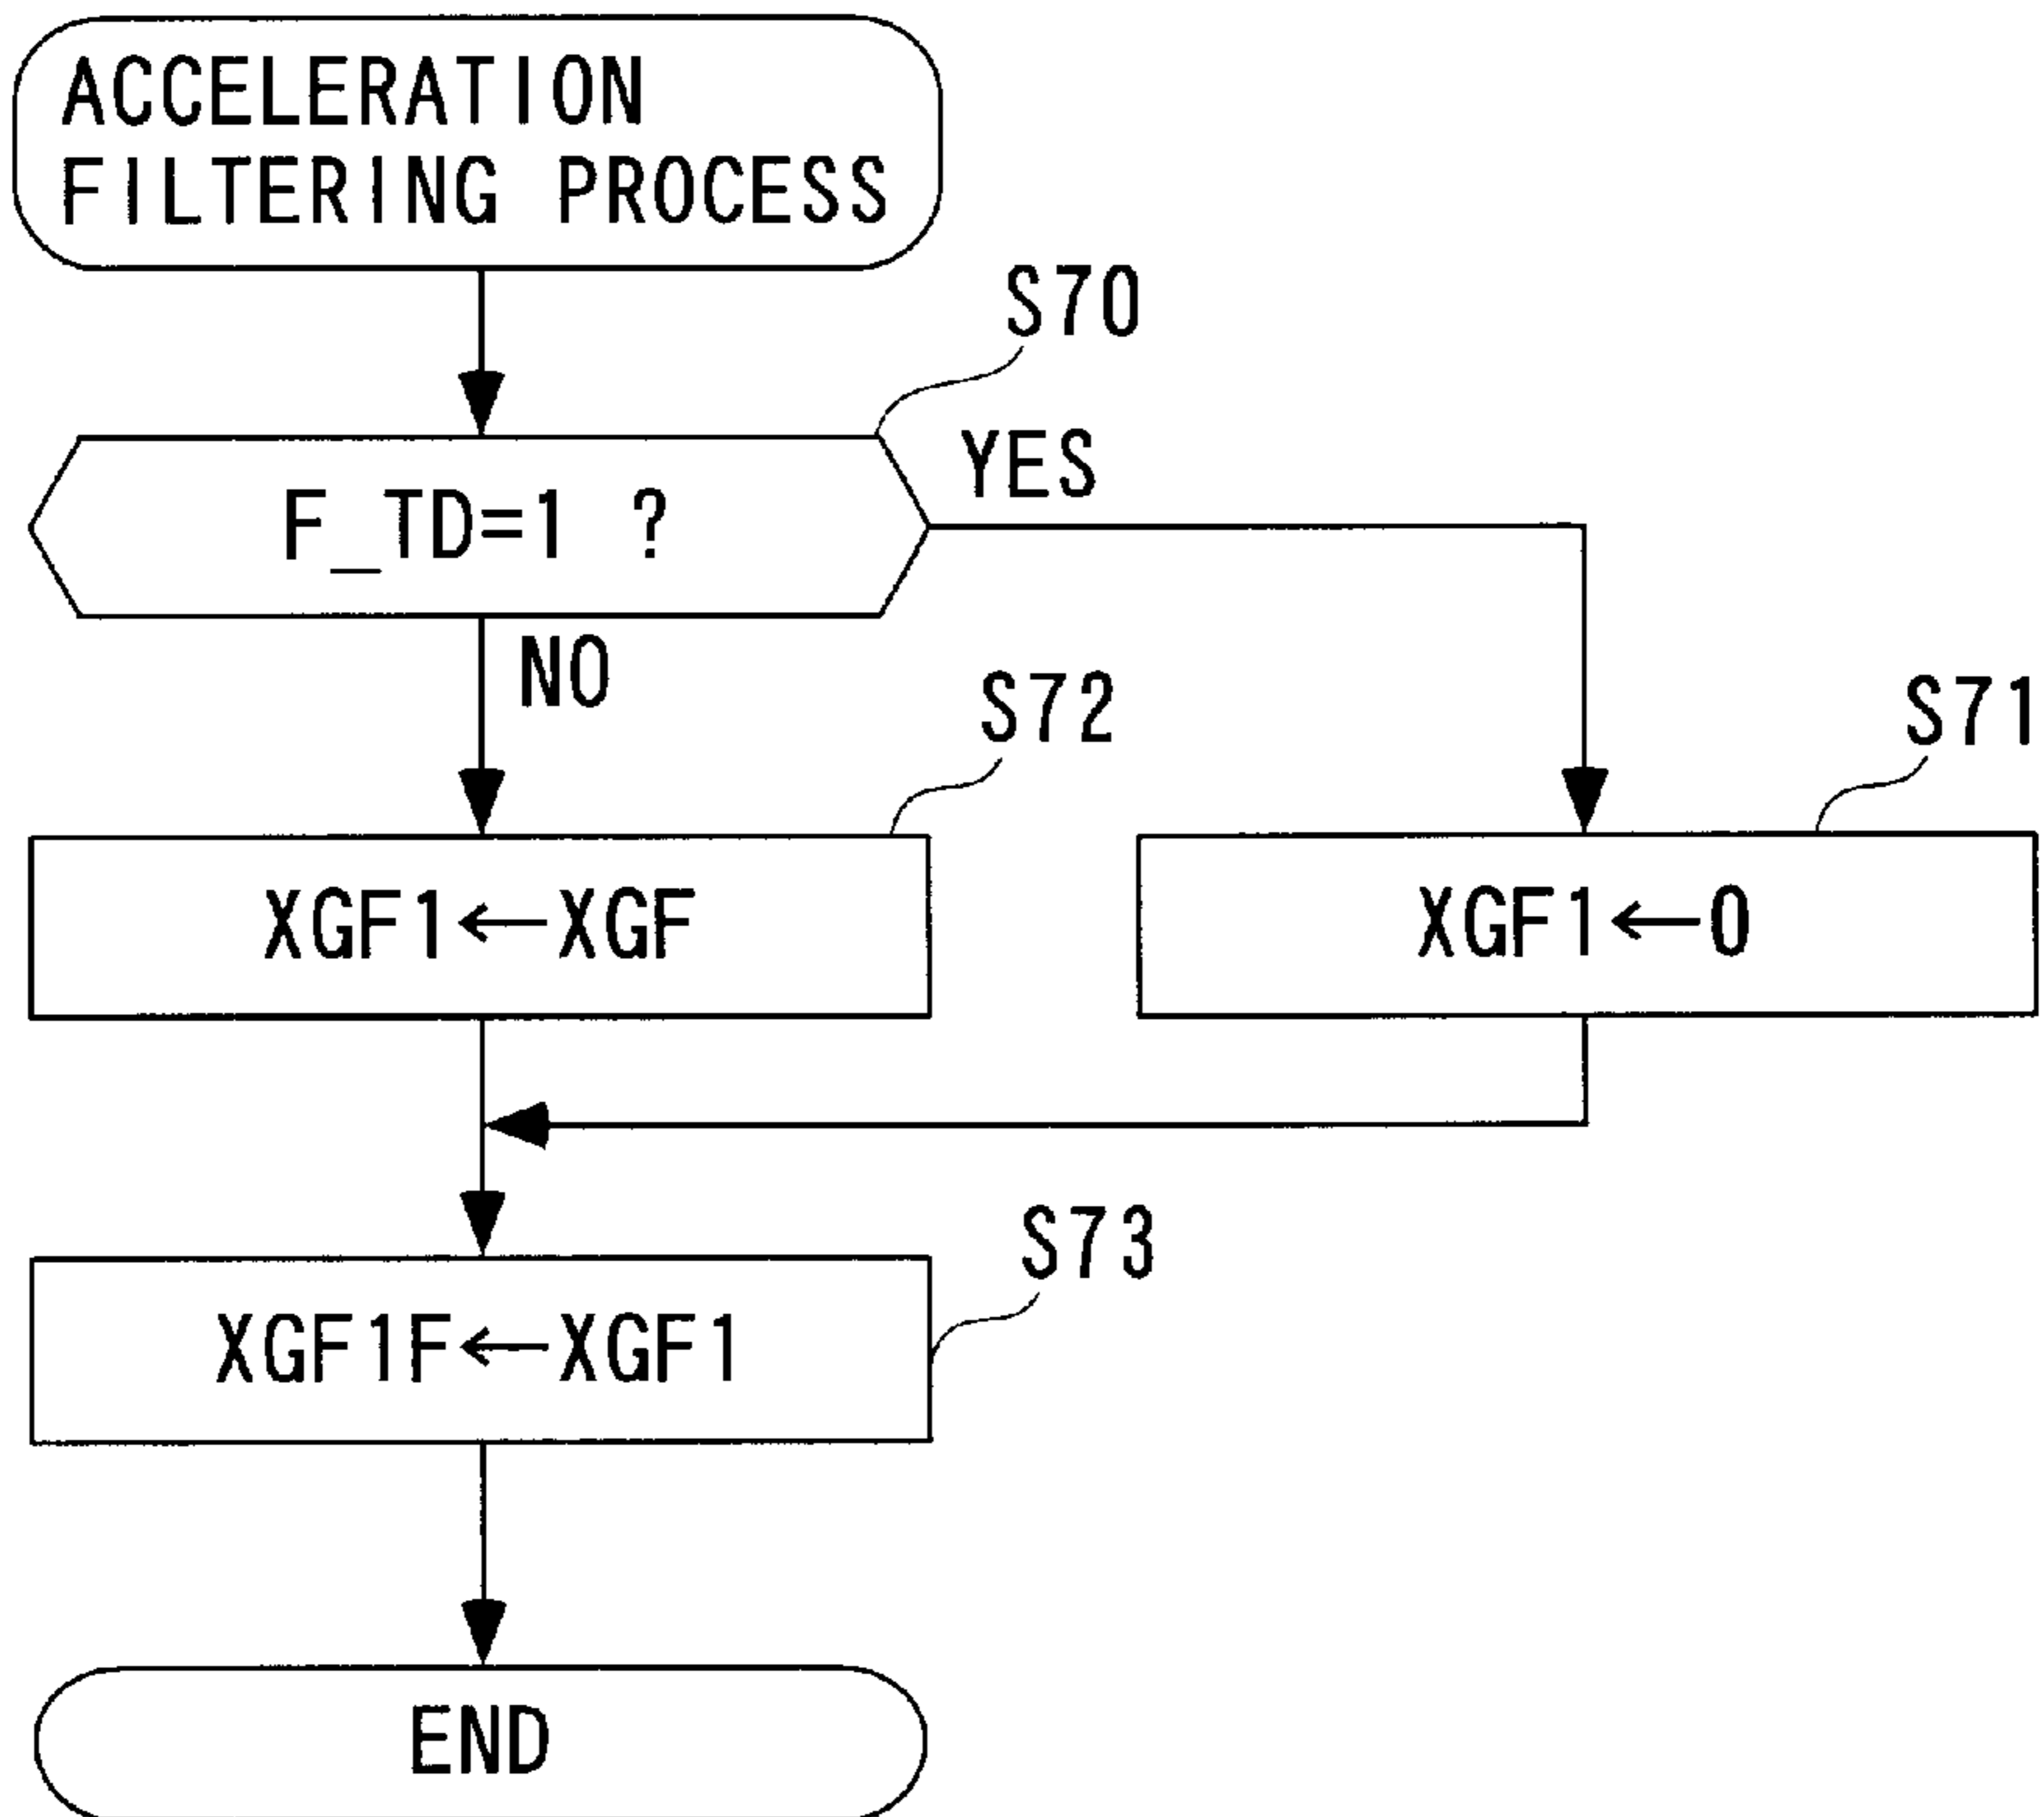 ACCELERATION
FILTERING PROCESS
S70
F_TD=1 ?
YES
NO
S72
S71
XGF1←XGF
XGF1←0
S73
XGF1F←XGF1
END